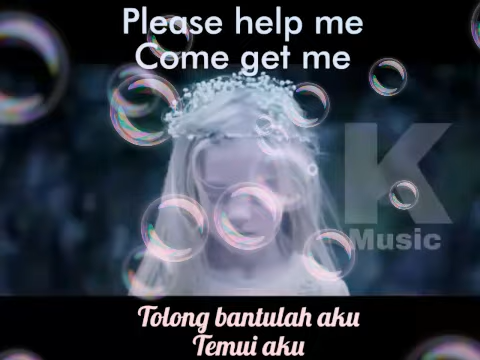 Please help me
Come get me
K
Music
Tolong bantulah aku
Temui aku